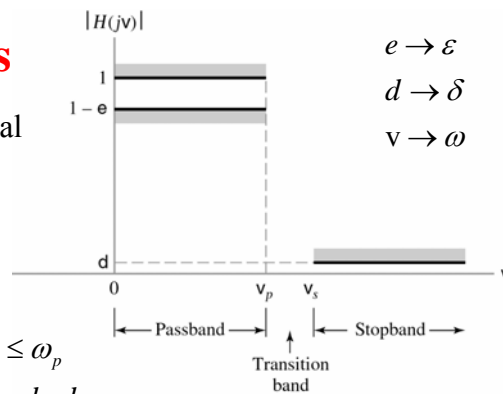 |H(jv)|
s
e → ε
1
d → δ
1 – e
al
v → ω
d
v
0
v_p
v_s
Passband
Stopband
≤ ω_p
Transition
band